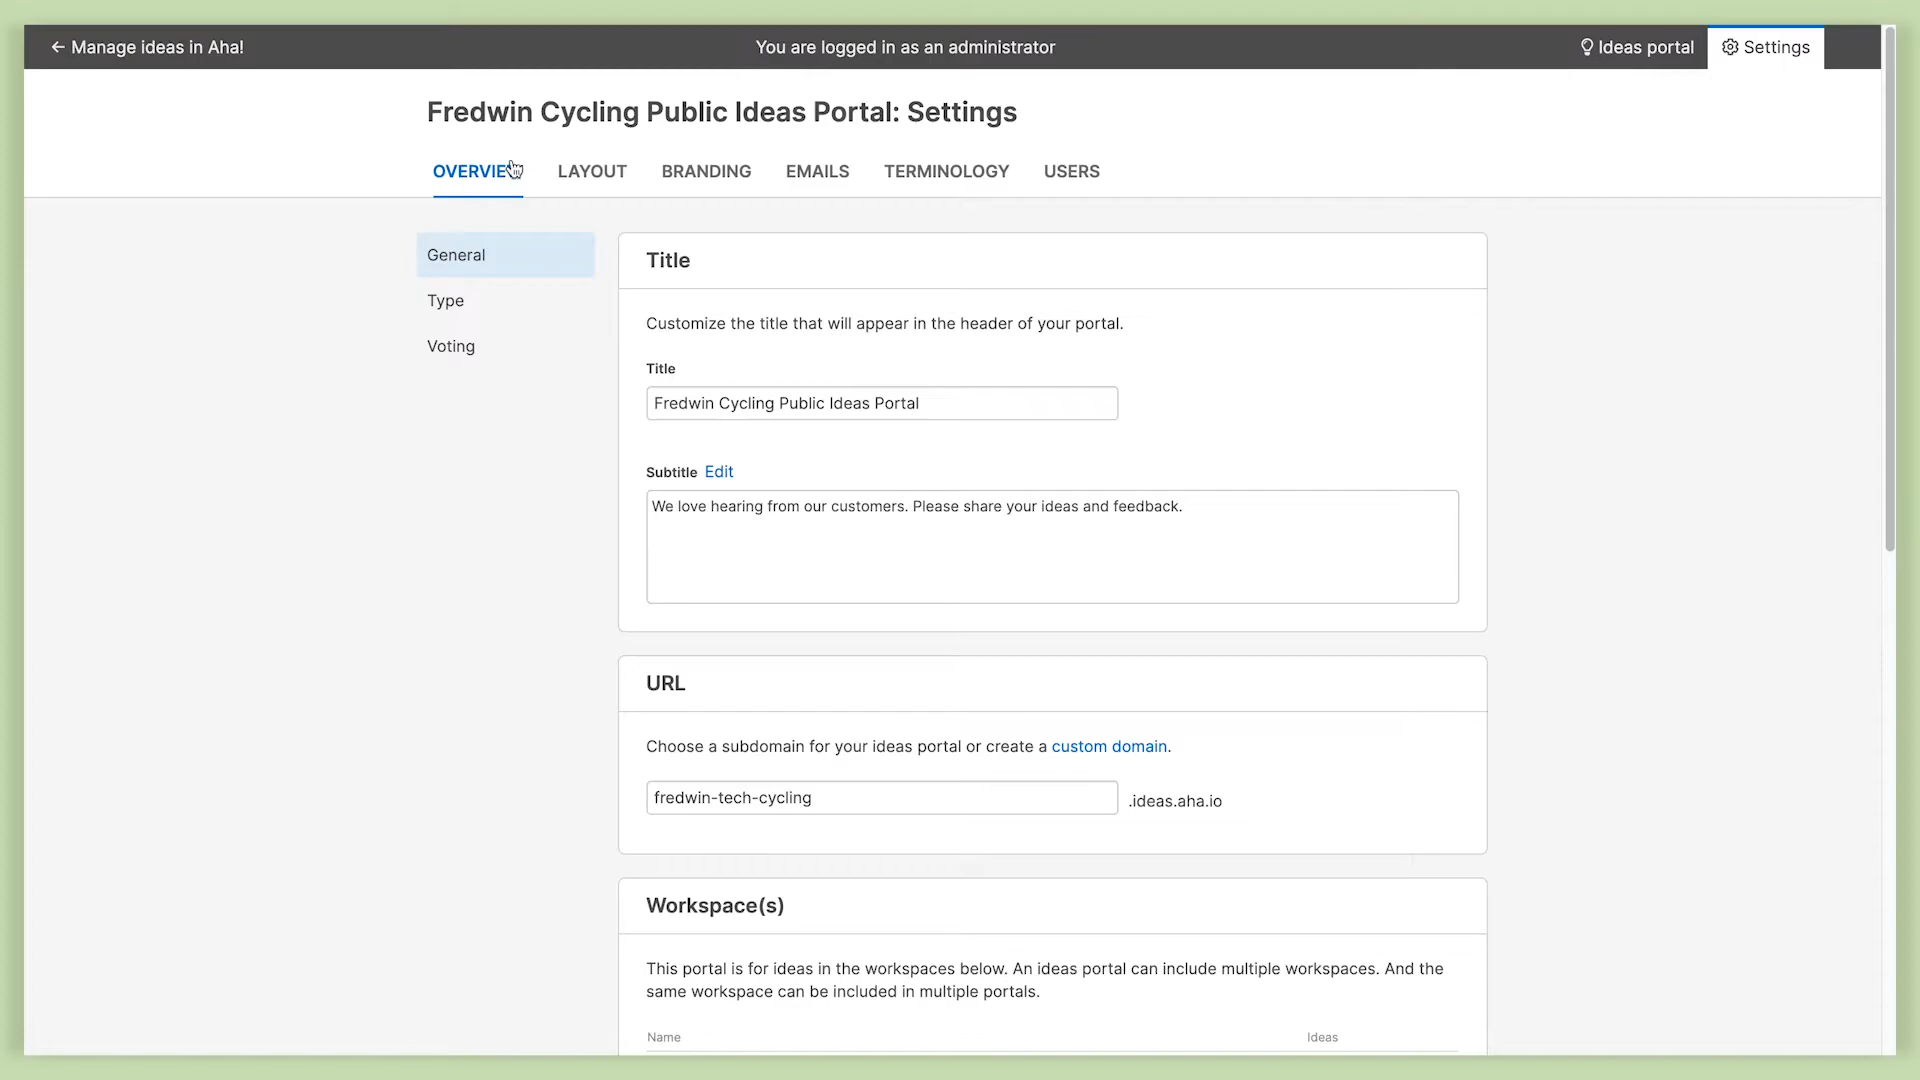 ← Manage ideas in Aha!
You are logged in as an administrator
Ideas portal
Settings
Fredwin Cycling Public Ideas Portal: Settings
OVERVIEW LAYOUT BRANDING EMAILS TERMINOLOGY USERS
General
Type
Voting
Title
Customize the title that will appear in the header of your portal.
Title
Fredwin Cycling Public Ideas Portal
Subtitle Edit
We love hearing from our customers. Please share your ideas and feedback.
URL
Choose a subdomain for your ideas portal or create a custom domain.
fredwin-tech-cycling .ideas.aha.io
Workspace(s)
This portal is for ideas in the workspaces below. An ideas portal can include multiple workspaces. And the
same workspace can be included in multiple portals.
Name Ideas